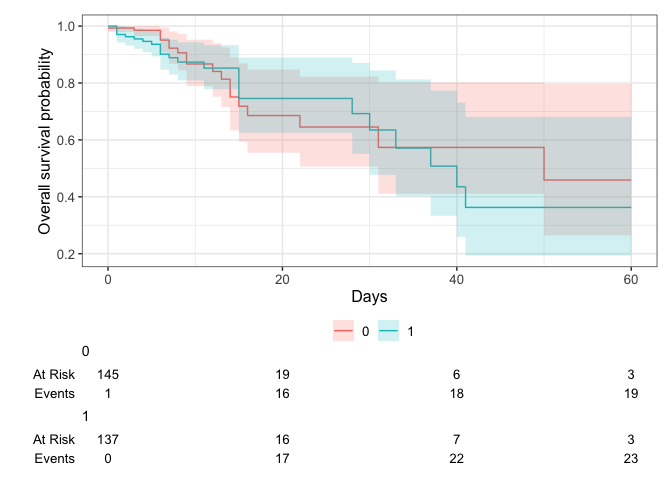 1.0
0.8
0.6
0.4
0.2
Overall survival probability
0 20 40 60
Days
0 1
0
At Risk 145 19 6 3
Events 1 16 18 19
1
At Risk 137 16 7 3
Events 0 17 22 23